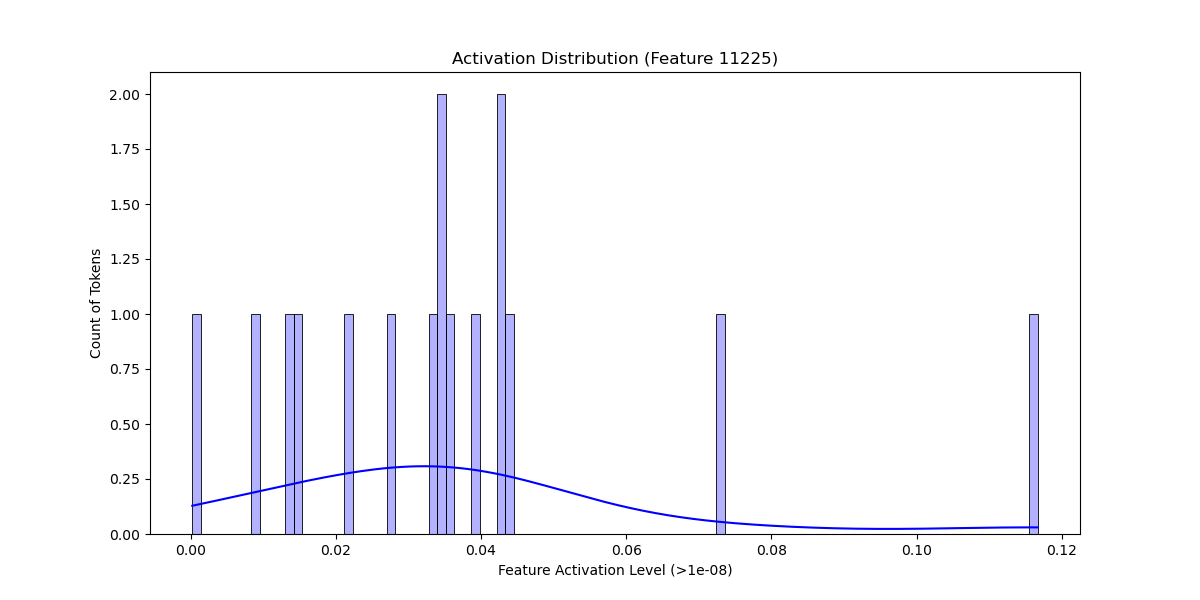 Activation Distribution (Feature 11225)
2.00
1.75
1.50
1.25
1.00
0.75
0.50
0.25
0.00
Count of Tokens
0.00 0.02 0.04 0.06 0.08 0.10 0.12
Feature Activation Level (>1e-08)